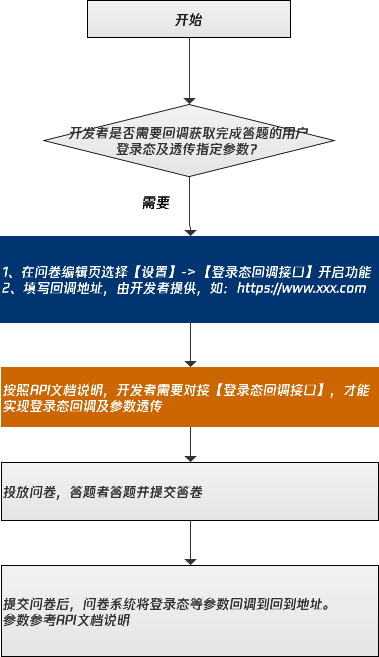 开始
开发者是否需要回调获取完成答题的用户
登录态及透传指定参数？
需要
1、在问卷编辑页选择【设置】->【登录态回调接口】开启功能
2、填写回调地址，由开发者提供，如：https://www.xxx.com
按照API文档说明，开发者需要对接【登录态回调接口】，才能
实现登录态回调及参数透传
投放问卷，答题者答题并提交答卷
提交问卷后，问卷系统将登录态等参数回调到回到地址。
参数参考API文档说明